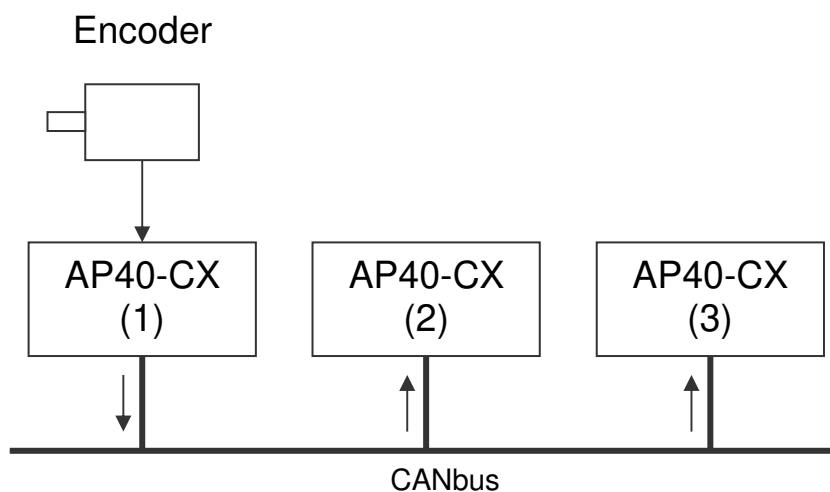 Encoder
AP40-CX
(1)
AP40-CX
(2)
AP40-CX
(3)
CANbus